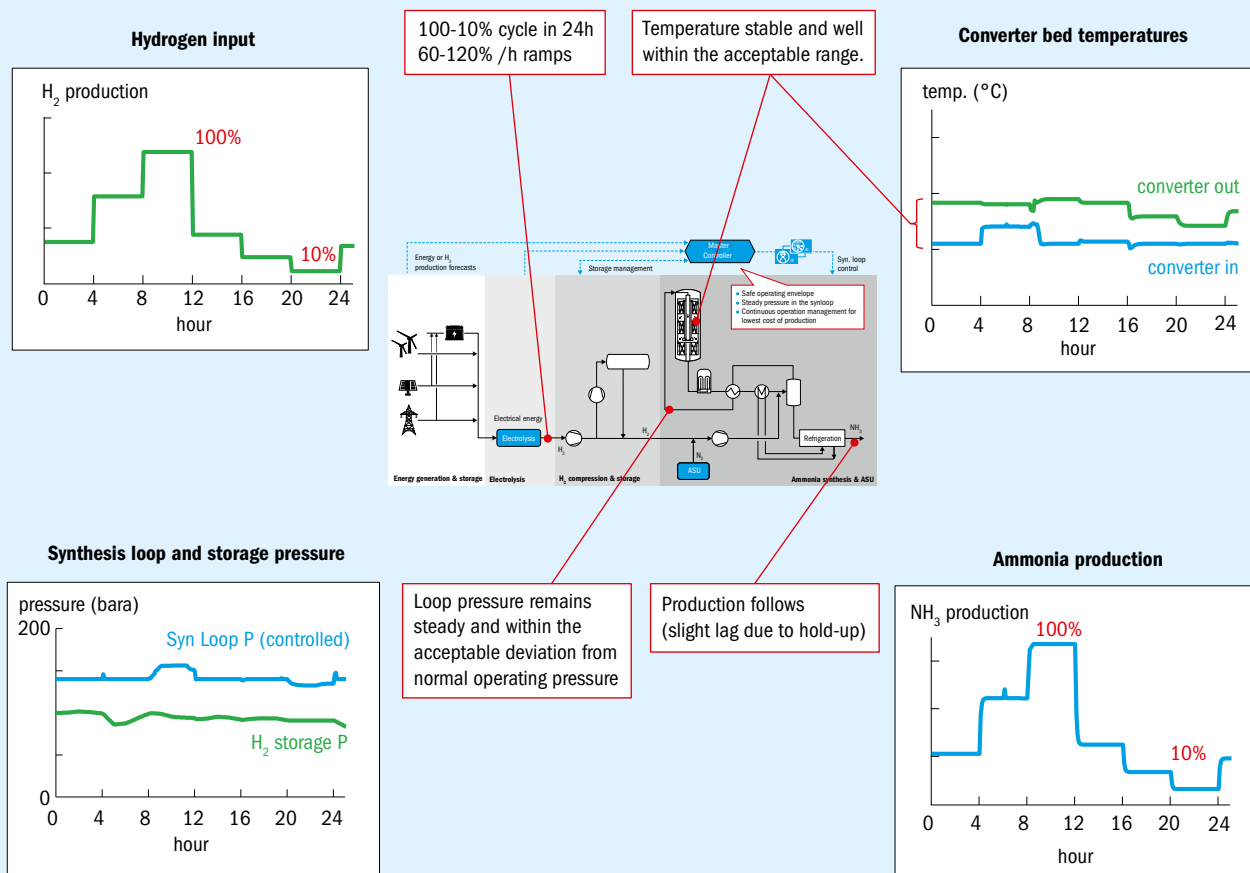 Hydrogen input
H₂ production
100%
10%
0
4
8
12
16
20
24
hour
100-10% cycle in 24h
60-120% /h ramps
Temperature stable and well
within the acceptable range.
Converter bed temperatures
temp. (°C)
converter out
converter in
0
4
8
12
16
20
25
hour
Energy or H₂
production forecasts
Storage management
Master
Controller
Syn. loop
control
• Safe operating envelope
• Steady pressure in the synloop
• Continuous operation management for
lowest cost of production
Electrical energy
Electrolysis
H₂
H₂
N₂
ASU
Refrigeration
NH₃
Energy generation & storage
Electrolysis
H₂ compression & storage
Ammonia synthesis & ASU
Synthesis loop and storage pressure
pressure (bara)
200
Syn Loop P (controlled)
H₂ storage P
0
0
4
8
12
16
20
24
hour
Loop pressure remains
steady and within the
acceptable deviation from
normal operating pressure
Production follows
(slight lag due to hold-up)
Ammonia production
NH₃ production
100%
10%
0
4
8
12
16
20
24
hour